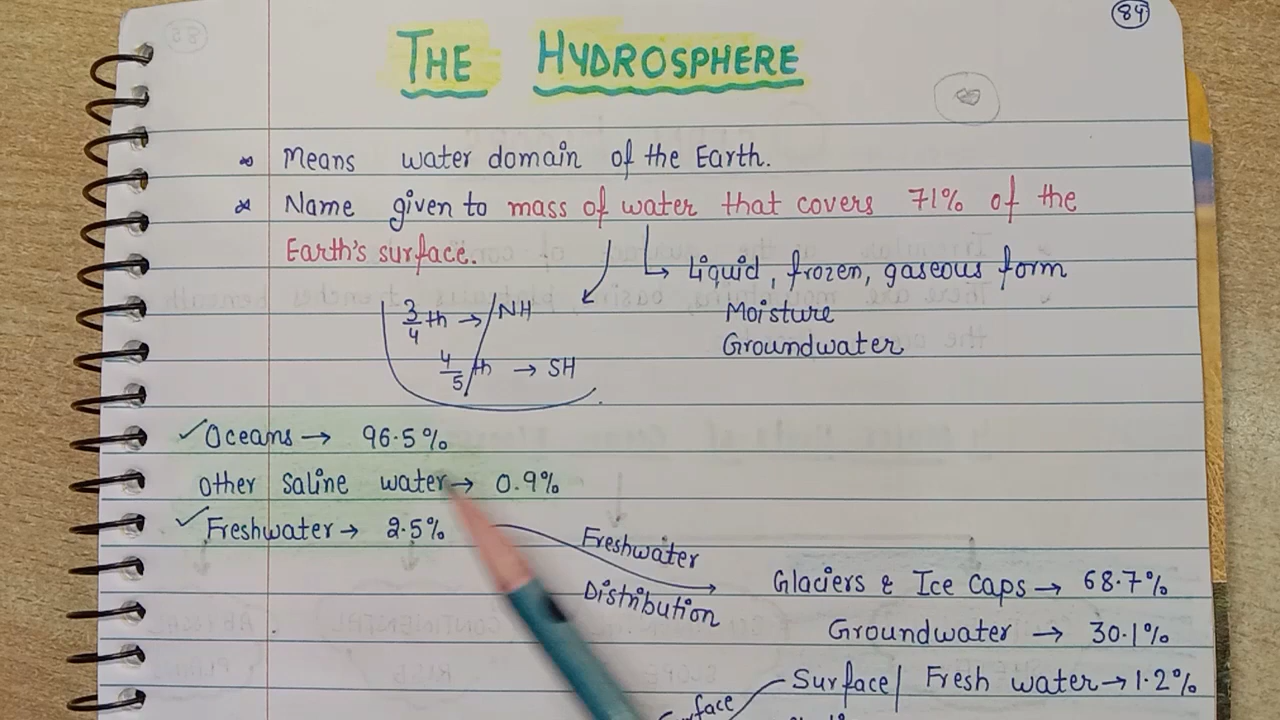 84
THE HYDROSPHERE
Means water domain of the Earth.
Name given to mass of water that covers 71% of the
Earth's surface.
Liquid, frozen, gaseous form
Moisture
Groundwater
3/4 th → NH
4/5 th → SH
✓Oceans → 96.5%
other saline water → 0.9%
✓Freshwater → 2.5%
Freshwater
Distribution
Glaciers & Ice Caps → 68.7%
Groundwater → 30.1%
Surface/ Fresh water → 1.2%